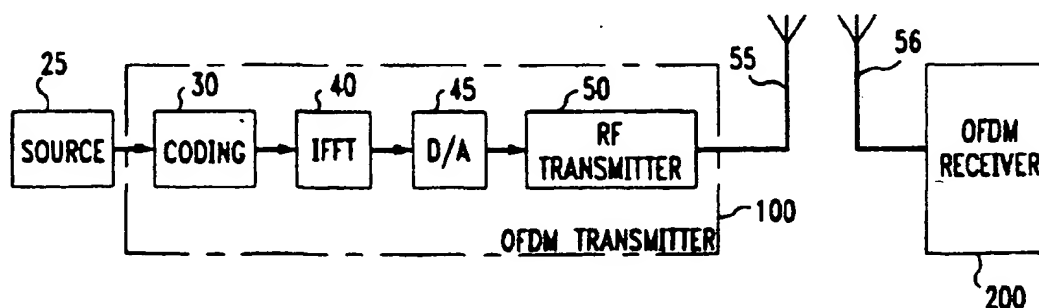 25
SOURCE
30
CODING
40
IFFT
45
D/A
50
RF
TRANSMITTER
OFDM TRANSMITTER
100
55
56
OFDM
RECEIVER
200